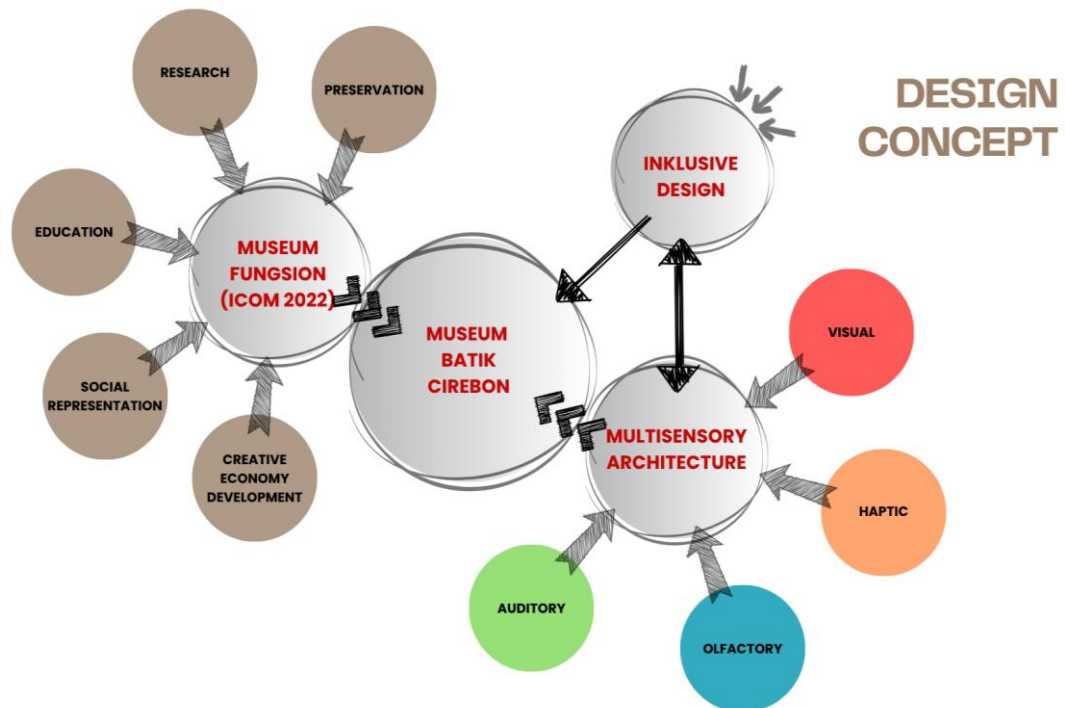 DESIGN
CONCEPT
RESEARCH
PRESERVATION
EDUCATION
SOCIAL
REPRESENTATION
CREATIVE
ECONOMY
DEVELOPMENT
MUSEUM
FUNGSION
(ICOM 2022)
MUSEUM
BATIK
CIREBON
INKLUSIVE
DESIGN
MULTISENSORY
ARCHITECTURE
VISUAL
HAPTIC
AUDITORY
OLFACTORY